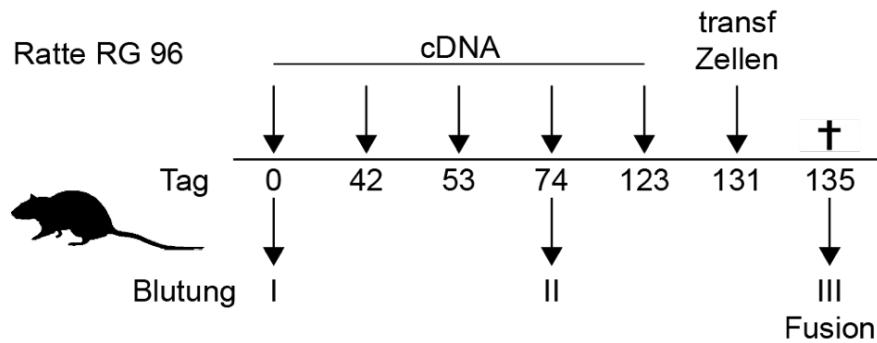 Ratte RG 96
cDNA
transf
Zellen
Tag 0 42 53 74 123 131 135
Blutung I II III
Fusion